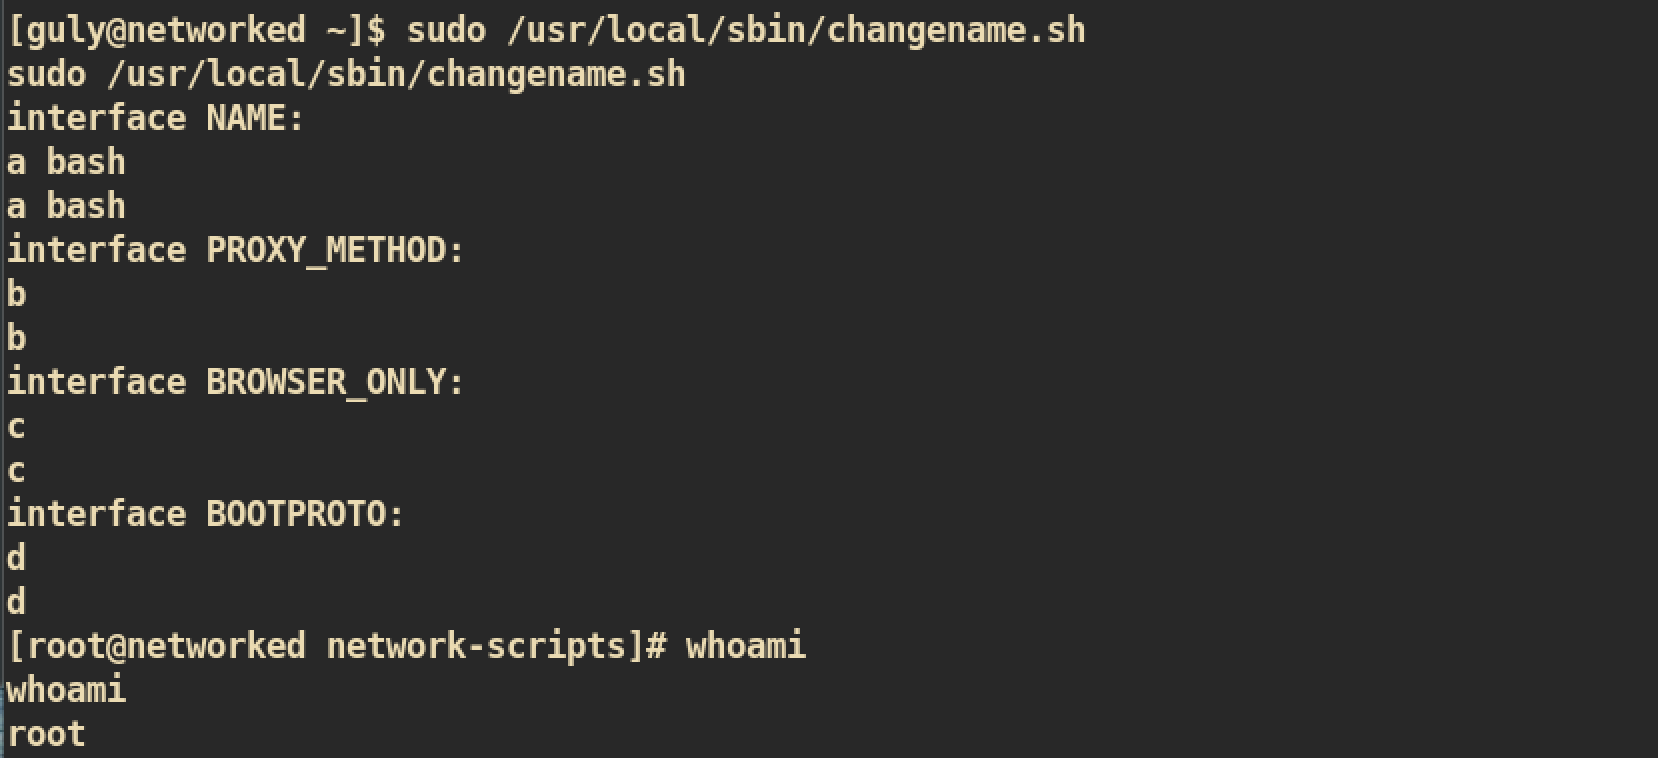 [guly@networked ~]$ sudo /usr/local/sbin/changename.sh
sudo /usr/local/sbin/changename.sh
interface NAME:
a bash
a bash
interface PROXY_METHOD:
b
b
interface BROWSER_ONLY:
c
c
interface BOOTPROTO:
d
d
[root@networked network-scripts]# whoami
whoami
root